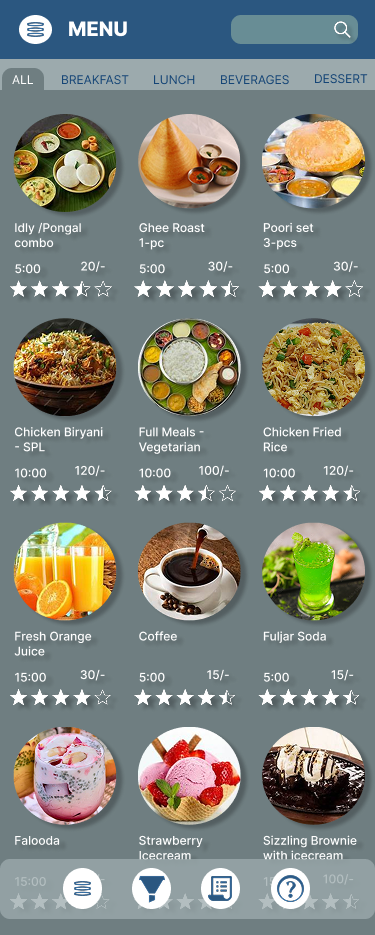 MENU
ALL BREAKFAST LUNCH BEVERAGES DESSERT
Idly /Pongal
combo
5:00 20/-
Ghee Roast
1-pc
5:00 30/-
Poori set
3-pcs
5:00 30/-
Chicken Biryani
- SPL
10:00 120/-
Full Meals -
Vegetarian
10:00 100/-
Chicken Fried
Rice
10:00 120/-
Fresh Orange
Juice
15:00 30/-
Coffee
5:00 15/-
Fuljar Soda
5:00 15/-
Falooda
15:00
Strawberry
Icecream
Sizzling Brownie
with icecream
100/-